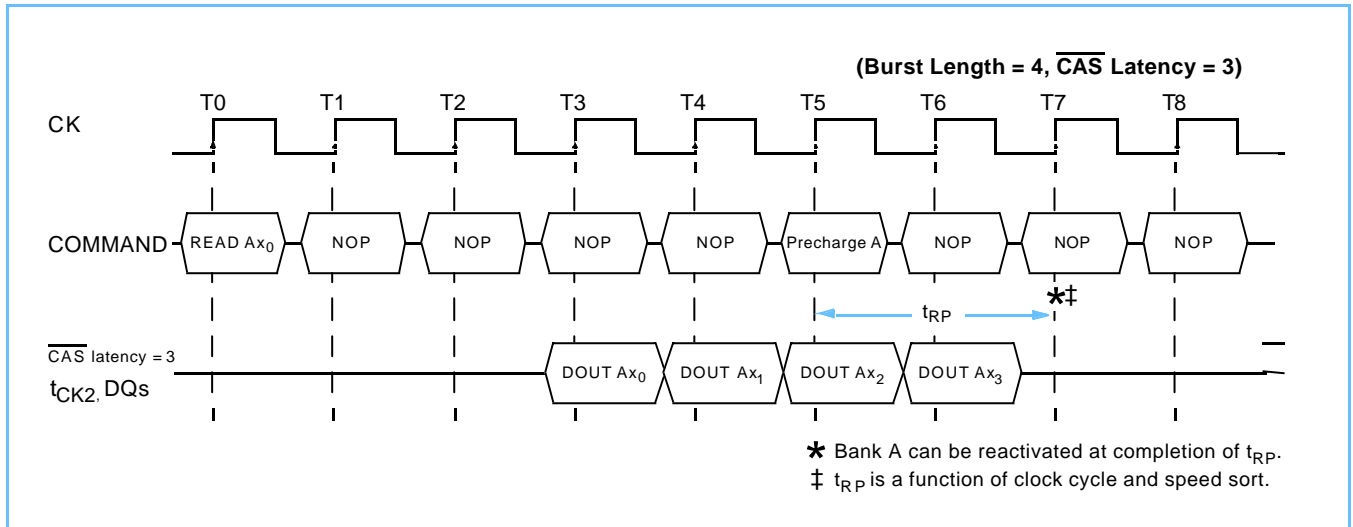 (Burst Length = 4, CAS Latency = 3)
T0 T1 T2 T3 T4 T5 T6 T7 T8
CK
COMMAND READ Ax0 NOP NOP NOP NOP Precharge A NOP NOP NOP
*‡
tRP
CAS latency = 3
tCK2, DQs
DOUT Ax0 DOUT Ax1 DOUT Ax2 DOUT Ax3
* Bank A can be reactivated at completion of tRP.
‡ tRP is a function of clock cycle and speed sort.